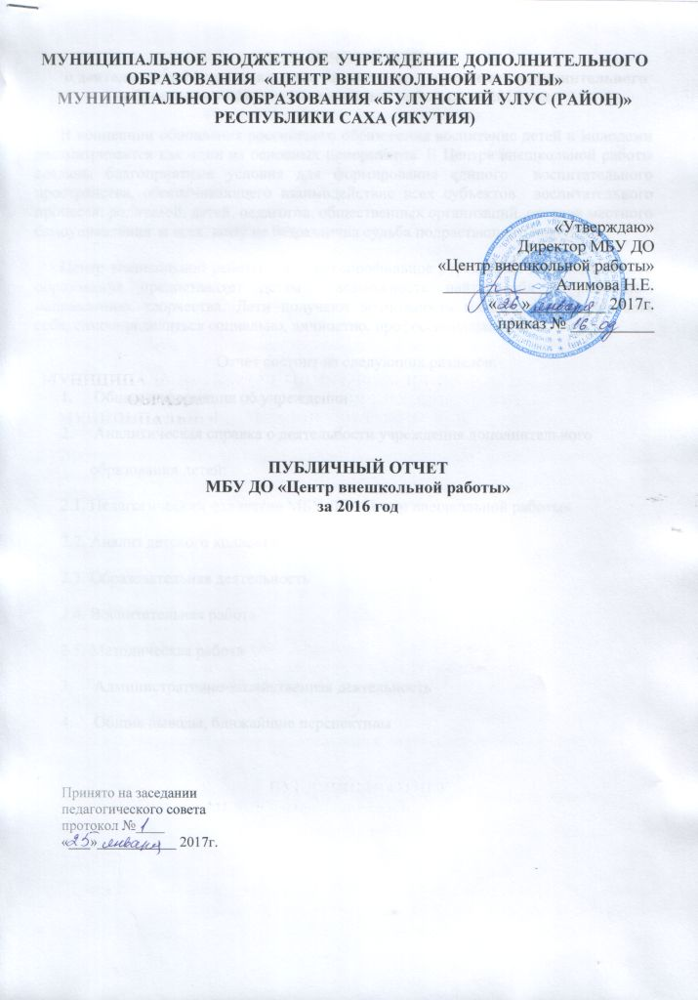 МУНИЦИПАЛЬНОЕ БЮДЖЕТНОЕ УЧРЕЖДЕНИЕ ДОПОЛНИТЕЛЬНОГО
ОБРАЗОВАНИЯ «ЦЕНТР ВНЕШКОЛЬНОЙ РАБОТЫ»
МУНИЦИПАЛЬНОГО ОБРАЗОВАНИЯ «БУЛУНСКИЙ УЛУС (РАЙОН)»
РЕСПУБЛИКИ САХА (ЯКУТИЯ)
«Утверждаю»
Директор МБУ ДО
«Центр внешкольной работы»
Алимова Н.Е.
«26» января 2017г.
приказ № 16-
ПУБЛИЧНЫЙ ОТЧЕТ
МБУ ДО «Центр внешкольной работы»
за 2016 год
Принято на заседании
педагогического совета
протокол № 1
«25» января 2017г.